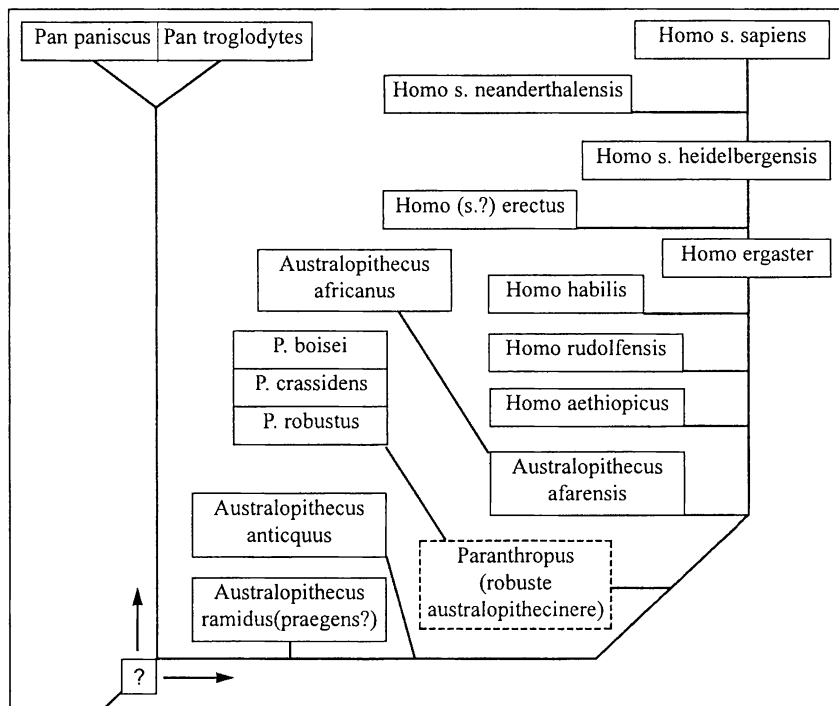 Pan paniscus
Pan troglodytes
Homo s. sapiens
Homo s. neanderthalensis
Homo s. heidelbergensis
Homo (s.?) erectus
Homo ergaster
Australopithecus
africanus
Homo habilis
P. boisei
P. crassidens
P. robustus
Homo rudolfensis
Homo aethiopicus
Australopithecus
afarensis
Australopithecus
anticquus
Paranthropus
(robuste
australopithecinere)
Australopithecus
ramidus(praegens?)
?